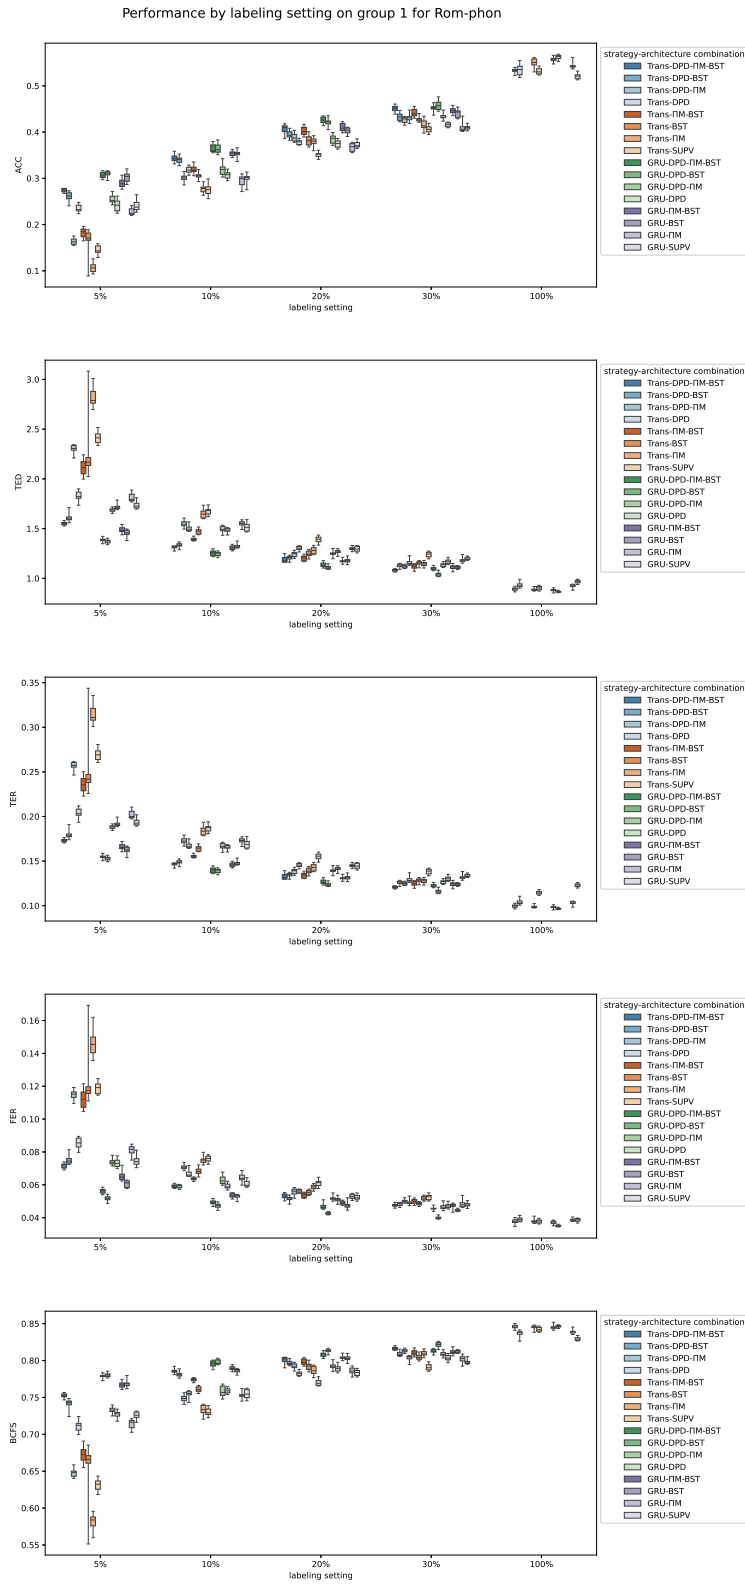 Performance by labeling setting on group 1 for Rom-phon
ACC
0.5
0.4
0.3
0.2
0.1
5%
10%
20%
30%
100%
labeling setting
strategy-architecture combination
Trans-DPD-ΠM-BST
Trans-DPD-BST
Trans-DPD-ΠM
Trans-DPD
Trans-ΠM-BST
Trans-BST
Trans-ΠM
Trans-SUPV
GRU-DPD-ΠM-BST
GRU-DPD-BST
GRU-DPD-ΠM
GRU-DPD
GRU-ΠM-BST
GRU-BST
GRU-ΠM
GRU-SUPV
TED
3.0
2.5
2.0
1.5
1.0
5%
10%
20%
30%
100%
labeling setting
strategy-architecture combination
Trans-DPD-ΠM-BST
Trans-DPD-BST
Trans-DPD-ΠM
Trans-DPD
Trans-ΠM-BST
Trans-BST
Trans-ΠM
Trans-SUPV
GRU-DPD-ΠM-BST
GRU-DPD-BST
GRU-DPD-ΠM
GRU-DPD
GRU-ΠM-BST
GRU-BST
GRU-ΠM
GRU-SUPV
TER
0.35
0.30
0.25
0.20
0.15
0.10
5%
10%
20%
30%
100%
labeling setting
strategy-architecture combination
Trans-DPD-ΠM-BST
Trans-DPD-BST
Trans-DPD-ΠM
Trans-DPD
Trans-ΠM-BST
Trans-BST
Trans-ΠM
Trans-SUPV
GRU-DPD-ΠM-BST
GRU-DPD-BST
GRU-DPD-ΠM
GRU-DPD
GRU-ΠM-BST
GRU-BST
GRU-ΠM
GRU-SUPV
FER
0.16
0.14
0.12
0.10
0.08
0.06
0.04
5%
10%
20%
30%
100%
labeling setting
strategy-architecture combination
Trans-DPD-ΠM-BST
Trans-DPD-BST
Trans-DPD-ΠM
Trans-DPD
Trans-ΠM-BST
Trans-BST
Trans-ΠM
Trans-SUPV
GRU-DPD-ΠM-BST
GRU-DPD-BST
GRU-DPD-ΠM
GRU-DPD
GRU-ΠM-BST
GRU-BST
GRU-ΠM
GRU-SUPV
BCFS
0.85
0.80
0.75
0.70
0.65
0.60
0.55
5%
10%
20%
30%
100%
labeling setting
strategy-architecture combination
Trans-DPD-ΠM-BST
Trans-DPD-BST
Trans-DPD-ΠM
Trans-DPD
Trans-ΠM-BST
Trans-BST
Trans-ΠM
Trans-SUPV
GRU-DPD-ΠM-BST
GRU-DPD-BST
GRU-DPD-ΠM
GRU-DPD
GRU-ΠM-BST
GRU-BST
GRU-ΠM
GRU-SUPV